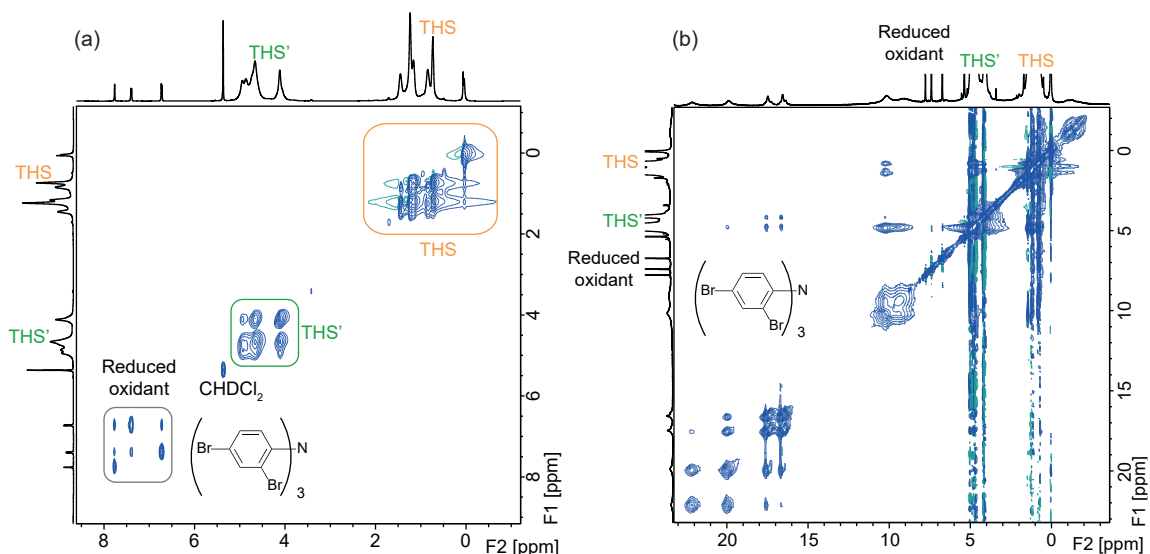 (a)
THS'
THS
THS
THS
THS'
THS'
Reduced
oxidant
CHDCl₂
Reduced
oxidant
Br
N
Br
3
0
2
4
6
8
F1 [ppm]
8
6
4
2
0
F2 [ppm]
(b)
Reduced
oxidant
THS'
THS
THS
THS'
Reduced
oxidant
Br
N
Br
3
0
5
10
15
20
F1 [ppm]
20
15
10
5
0
F2 [ppm]